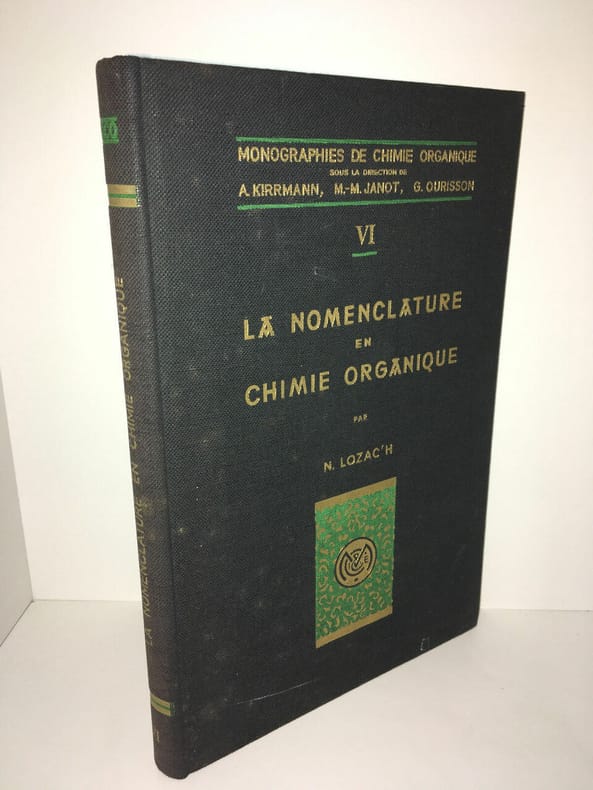 MONOGRAPHIES DE CHIMIE ORGANIQUE
SOUS LA DIRECTION DE
A. KIRRMANN, M.-M. JANOT, G. OURISSON
VI
LA NOMENCLATURE
EN
CHIMIE ORGANIQUE
PAR
N. LOZAC'H
LA NOMENCLATURE EN CHIMIE ORGANIQUE
VI